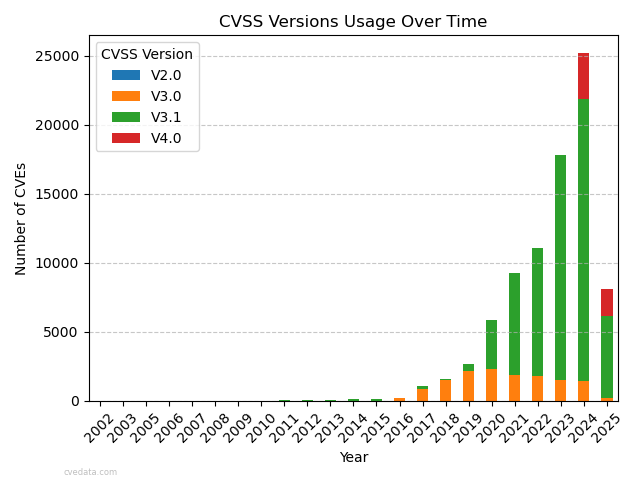 CVSS Versions Usage Over Time
CVSS Version
V2.0
V3.0
V3.1
V4.0
Number of CVEs
25000
20000
15000
10000
5000
0
2002 2003 2005 2006 2007 2008 2009 2010 2011 2012 2013 2014 2015 2016 2017 2018 2019 2020 2021 2022 2023 2024 2025
Year
cvedata.com